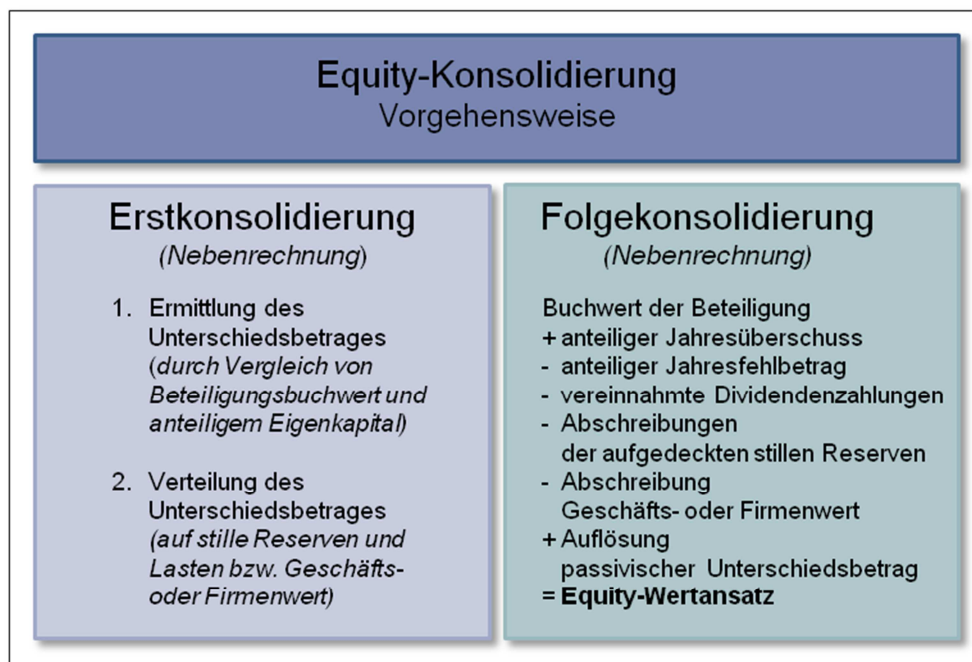 Equity-Konsolidierung
Vorgehensweise
Erstkonsolidierung
(Nebenrechnung)
1. Ermittlung des
Unterschiedsbetrages
(durch Vergleich von
Beteiligungsbuchwert und
anteiligem Eigenkapital)
2. Verteilung des
Unterschiedsbetrages
(auf stille Reserven und
Lasten bzw. Geschäfts-
oder Firmenwert)
Folgekonsolidierung
(Nebenrechnung)
Buchwert der Beteiligung
+ anteiliger Jahresüberschuss
- anteiliger Jahresfehlbetrag
- vereinnahmte Dividendenzahlungen
- Abschreibungen
der aufgedeckten stillen Reserven
- Abschreibung
Geschäfts- oder Firmenwert
+ Auflösung
passivischer Unterschiedsbetrag
= Equity-Wertansatz